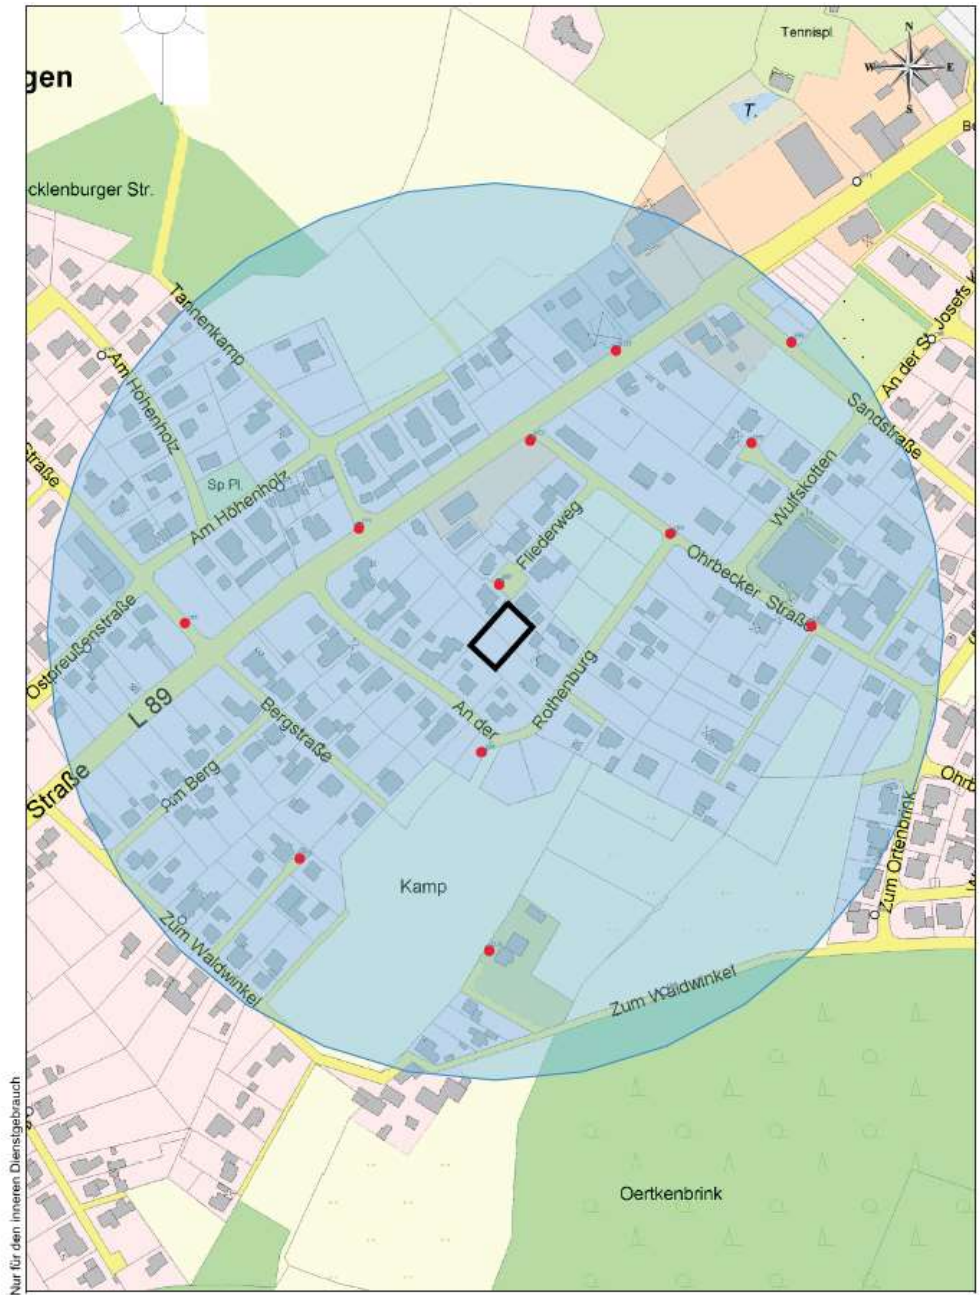 Tennispl
N
W
E
S
gen
T.
ecklenburger Str.
Tannenkamp
Am Höhenholz
An der St. Josefs K
Sandstraße
straße
Sp.Pl.
Am Höhenholz
Wulfskotten
Fliederweg
Ohrbecker Straße
Ostpreußenstraße
L 89
An der Rothenburg
Bergstraße
Straße
Am Berg
Ohrb
Zum Ortenbrink
Kamp
Zum Waldwinkel
Zum Waldwinkel
Oertkenbrink
Nur für den inneren Dienstgebrauch